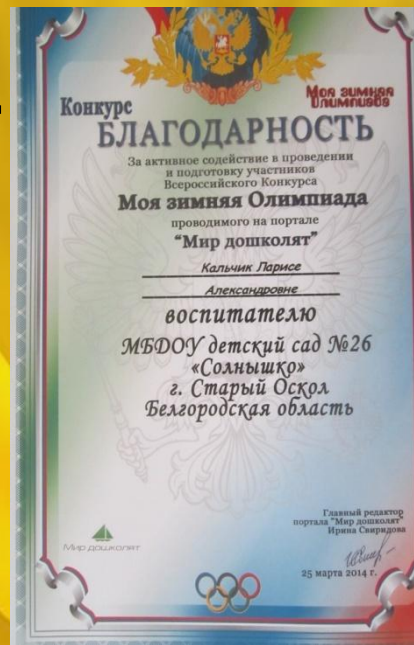 Моя зимняя
Олимпиада
Конкурс
БЛАГОДАРНОСТЬ
За активное содействие в проведении
и подготовку участников
Всероссийского Конкурса
Моя зимняя Олимпиада
проводимого на портале
“Мир дошколят”
Кальчик Ларисе
Александровне
воспитателю
МБДОУ детский сад №26
«Солнышко»
г. Старый Оскол
Белгородская область
Главный редактор
портала “Мир дошколят”
Ирина Свиридова
Мир дошколят
25 марта 2014 г.